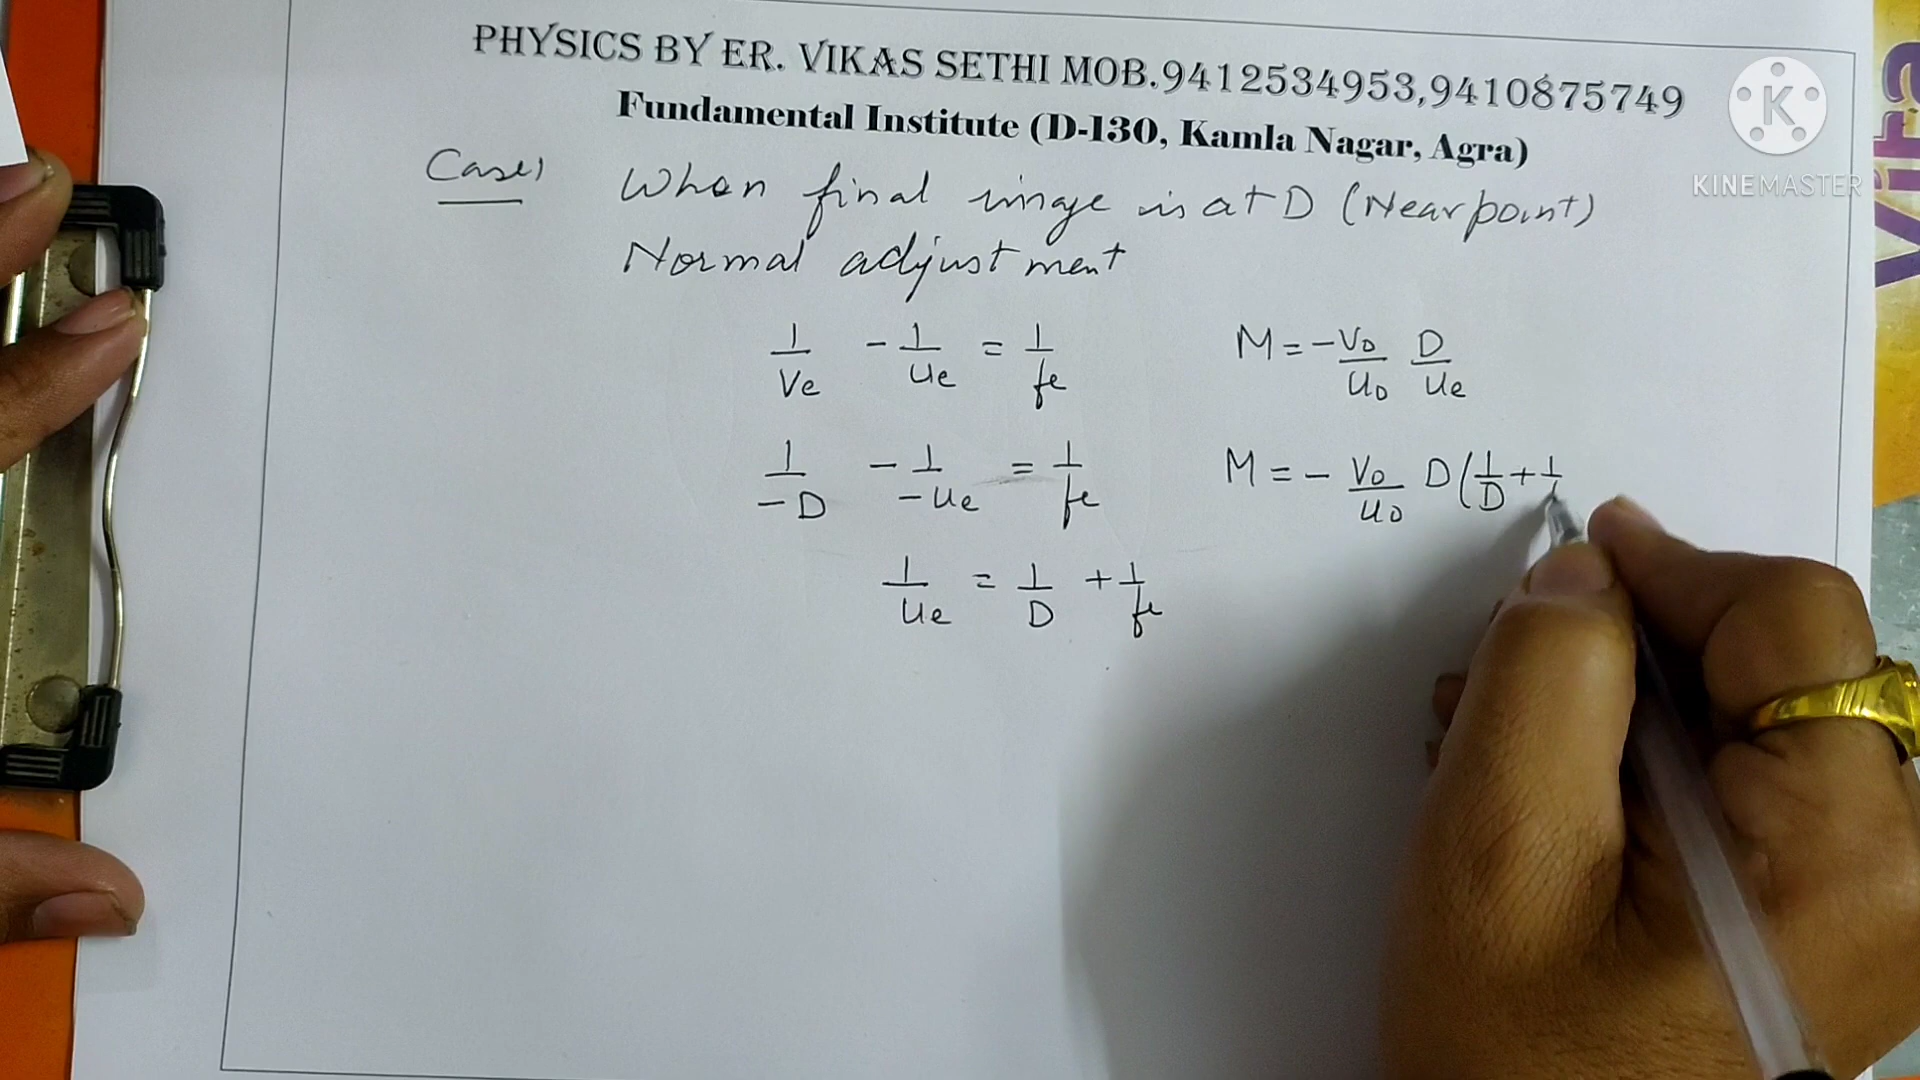 PHYSICS BY ER. VIKAS SETHI MOB.9412534953,9410875749
Fundamental Institute (D-130, Kamla Nagar, Agra)
K
KINEMASTER
Vita
Case1 When final image is at D (Near point)
Normal adjustment
1/Ve - 1/ue = 1/fe
M = - Vo/uo D/ue
1/-D - 1/-ue = 1/fe
M = - Vo/uo D(1/D + 1/
1/ue = 1/D + 1/fe